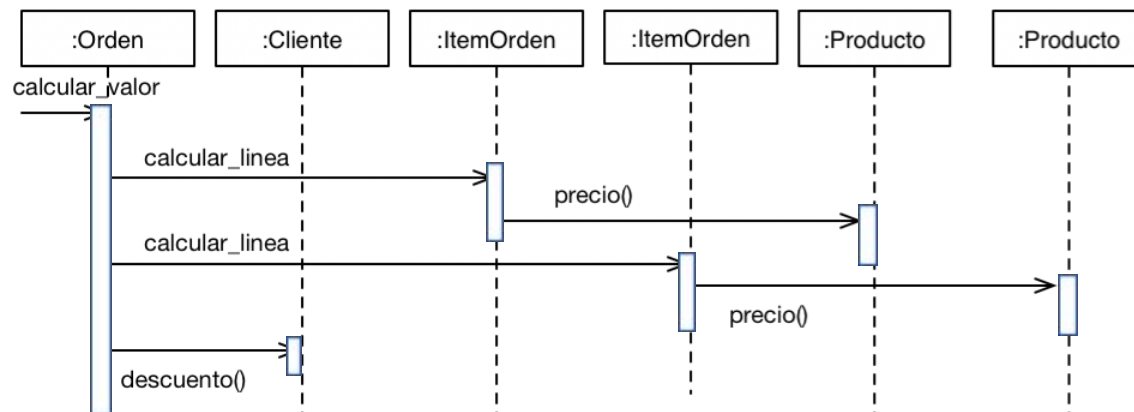 :Orden
:Cliente
:ItemOrden
:ItemOrden
:Producto
:Producto
calcular_valor
calcular_linea
precio()
calcular_linea
precio()
descuento()